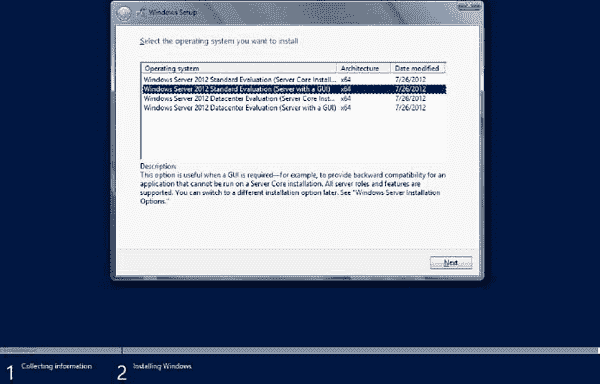 Windows Setup
Select the operating system you want to install
Operating system Architecture Date modified
Windows Server 2012 Standard Evaluation (Server Core Install... x64 7/26/2012
Windows Server 2012 Standard Evaluation (Server with a GUI) x64 7/26/2012
Windows Server 2012 Datacenter Evaluation (Server Core Inst... x64 7/26/2012
Windows Server 2012 Datacenter Evaluation (Server with a GUI) x64 7/26/2012
Description:
This option is useful when a GUI is required—for example, to provide backward compatibility for an
application that cannot be run on a Server Core installation. All server roles and features are
supported. You can switch to a different installation option later. See "Windows Server Installation
Options."
Next
1 Collecting information 2 Installing Windows